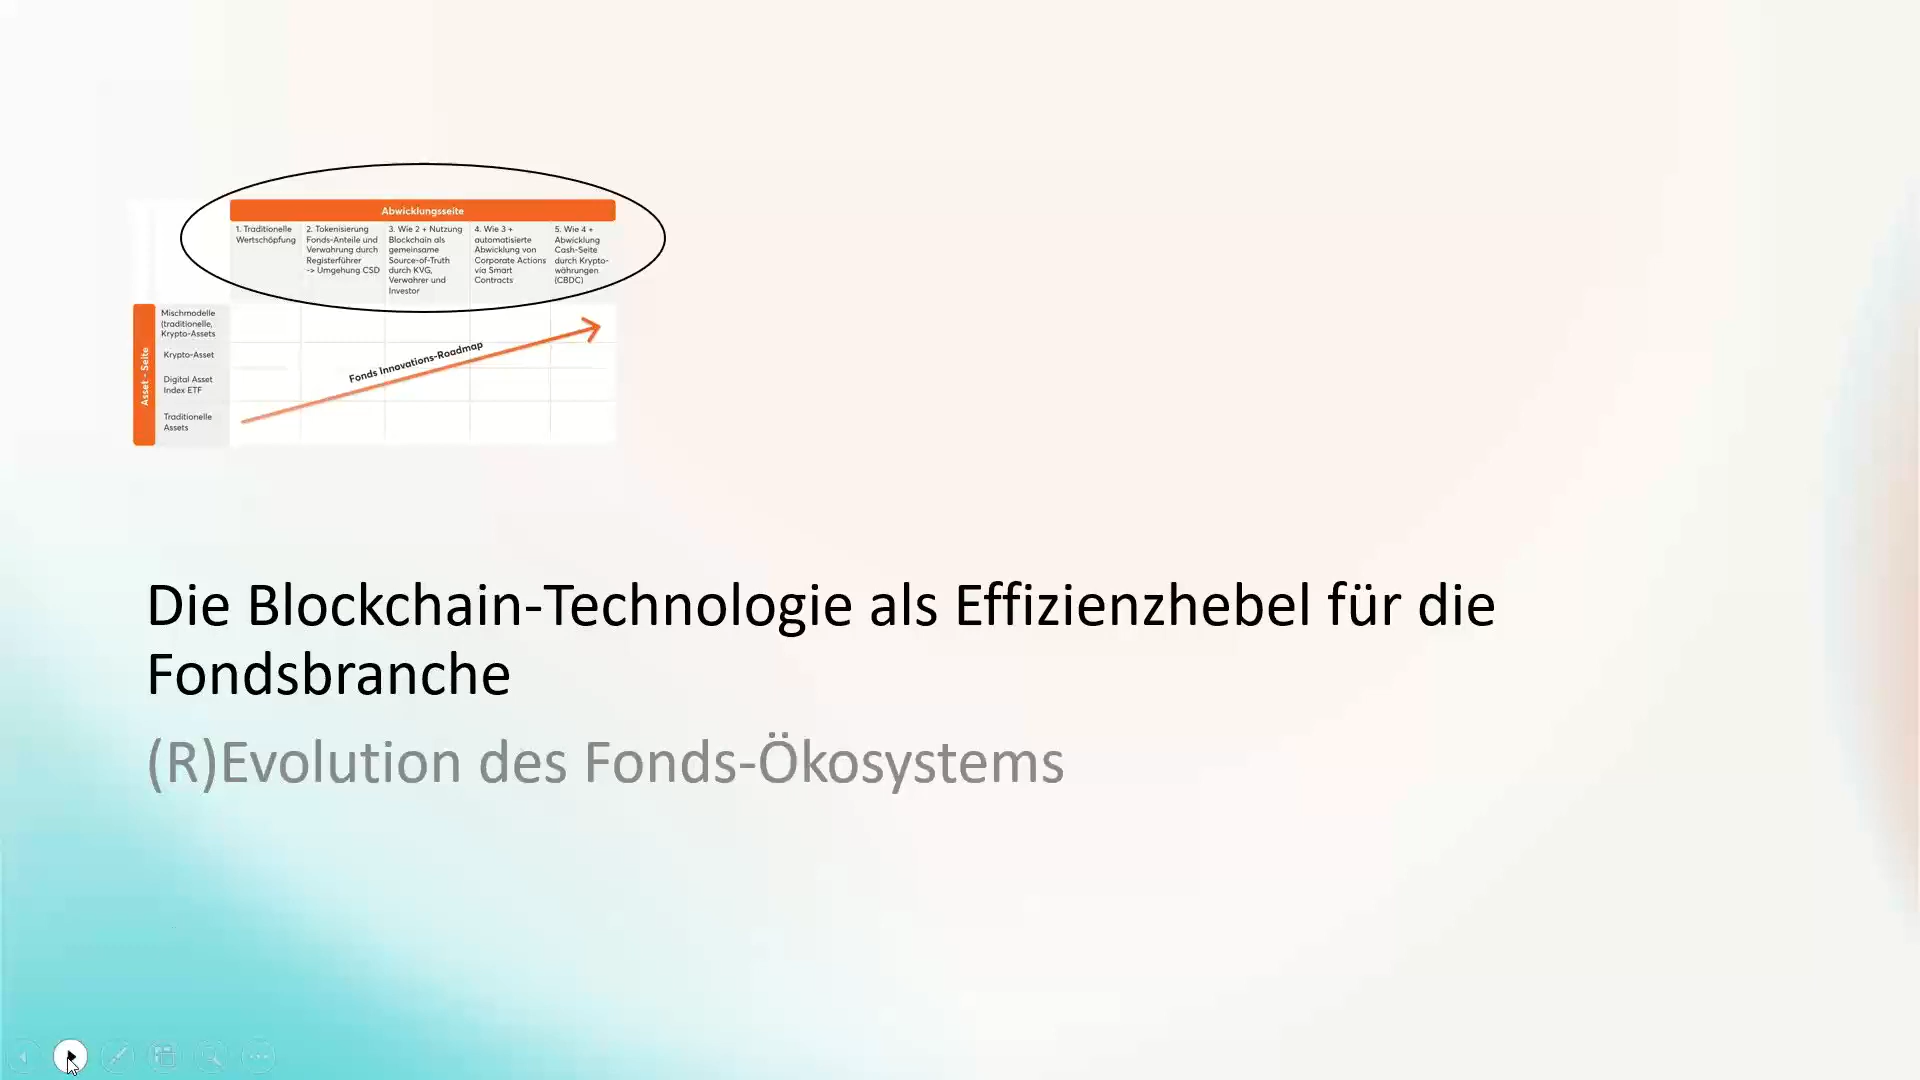 Abwicklungsseite
1. Traditionelle
Wertschöpfung
2. Tokenisierung
Fonds-Anteile und
Verwahrung durch
Registerführer
-> Umgehung CSD
3. Wie 2 + Nutzung
Blockchain als
gemeinsame
Source-of-Truth
durch KVG,
Verwahrer und
Investor
4. Wie 3 +
automatisierte
Abwicklung von
Corporate Actions
via Smart
Contracts
5. Wie 4 +
Abwicklung
Cash-Seite
durch Krypto-
währungen
(CBDC)
Asset - Seite
Mischmodelle
(traditionelle,
Krypto-Assets
Krypto-Asset
Digital Asset
Index ETF
Traditionelle
Assets
Fonds Innovations-Roadmap
Die Blockchain-Technologie als Effizienzhebel für die
Fondsbranche
(R)Evolution des Fonds-Ökosystems